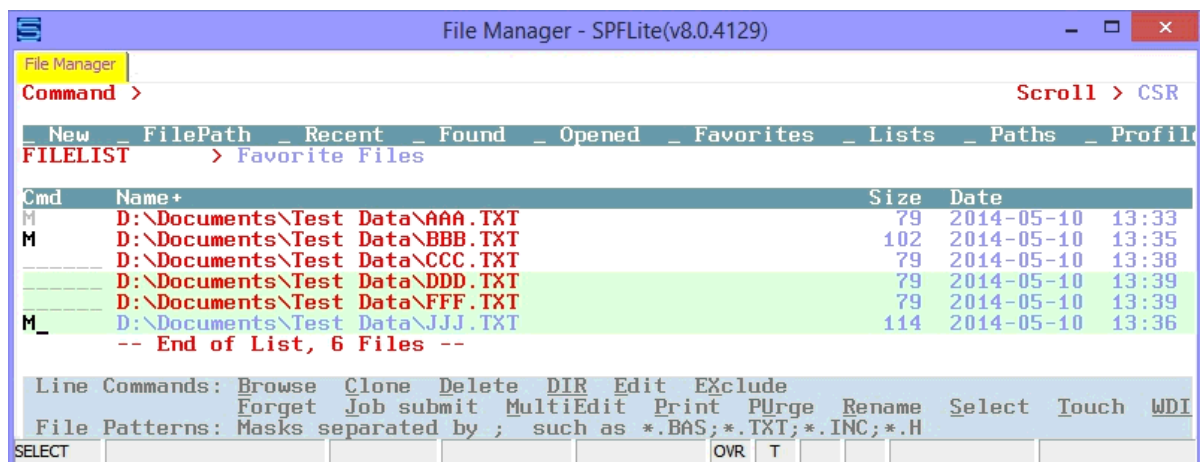 File Manager - SPFLite(v8.0.4129)
File Manager
Command > Scroll > CSR
_ New _ FilePath _ Recent _ Found _ Opened _ Favorites _ Lists _ Paths _ Profil
FILELIST > Favorite Files
Cmd Name+ Size Date
M D:\Documents\Test Data\AAA.TXT 79 2014-05-10 13:33
M D:\Documents\Test Data\BBB.TXT 102 2014-05-10 13:35
______ D:\Documents\Test Data\CCC.TXT 79 2014-05-10 13:38
______ D:\Documents\Test Data\DDD.TXT 79 2014-05-10 13:39
______ D:\Documents\Test Data\FFF.TXT 79 2014-05-10 13:39
M_ D:\Documents\Test Data\JJJ.TXT 114 2014-05-10 13:36
-- End of List, 6 Files --
Line Commands: Browse Clone Delete DIR Edit EXclude
Forget Job submit MultiEdit Print PUrge Rename Select Touch WDI
File Patterns: Masks separated by ; such as *.BAS;*.TXT;*.INC;*.H
SELECT OVR T